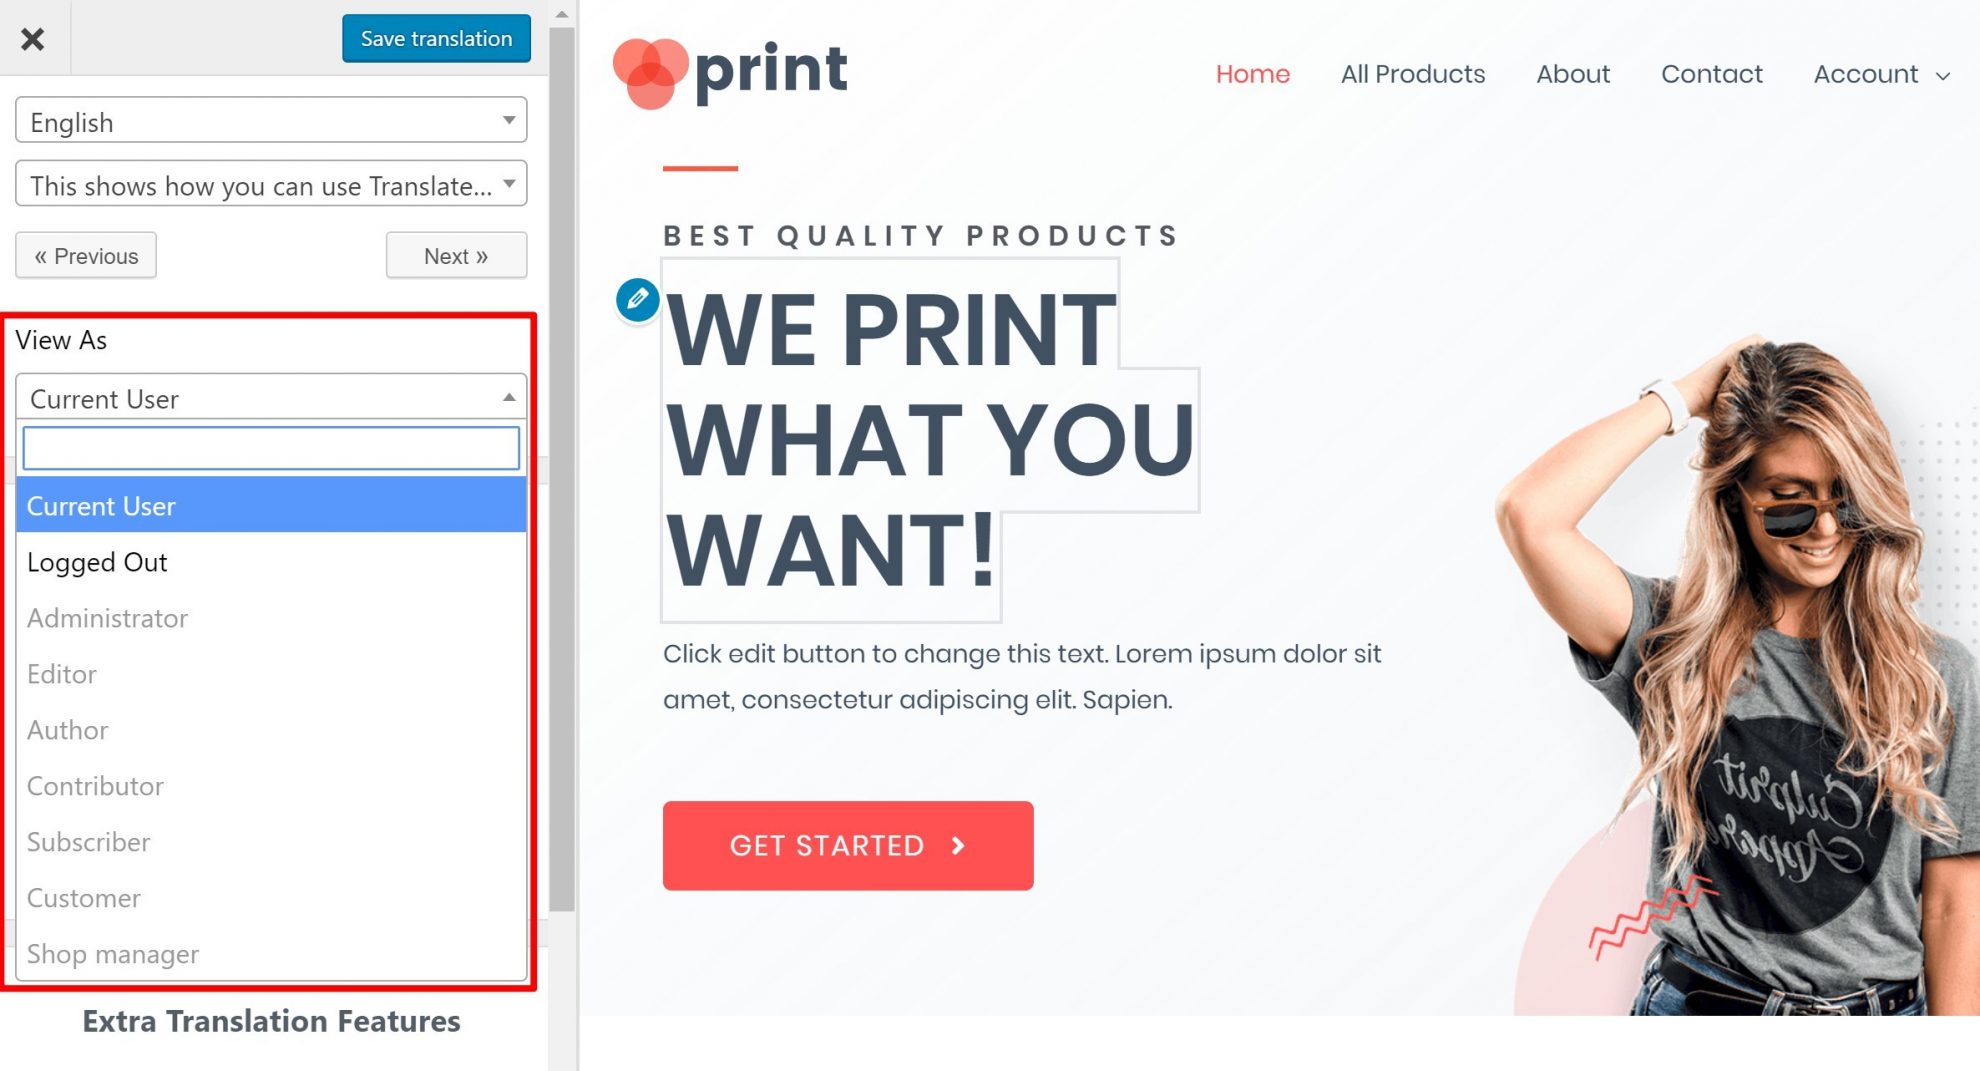 Save translation
English
This shows how you can use Translate...
« Previous
Next »
View As
Current User
Current User
Logged Out
Administrator
Editor
Author
Contributor
Subscriber
Customer
Shop manager
Extra Translation Features
print
Home
All Products
About
Contact
Account
BEST QUALITY PRODUCTS
WE PRINT
WHAT YOU
WANT!
Click edit button to change this text. Lorem ipsum dolor sit
amet, consectetur adipiscing elit. Sapien.
GET STARTED
Culprit